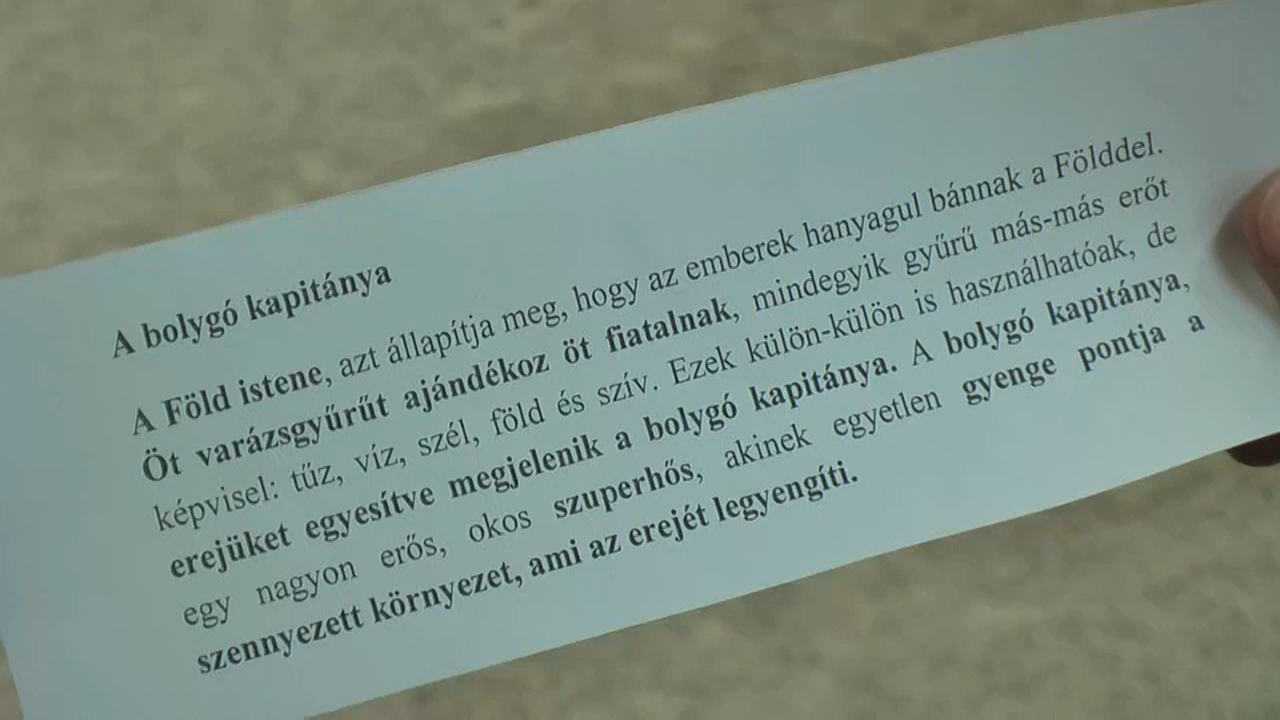 A bolygó kapitánya
A Föld istene, azt állapítja meg, hogy az emberek hanyagul bánnak a Földdel.
Öt varázsgyűrűt ajándékoz öt fiatalnak, mindegyik gyűrű más-más erőt
képvisel: tűz, víz, szél, föld és szív. Ezek külön-külön is használhatóak, de
erejüket egyesítve megjelenik a bolygó kapitánya. A bolygó kapitánya,
egy nagyon erős, okos szuperhős, akinek egyetlen gyenge pontja a
szennyezett környezet, ami az erejét legyengíti.